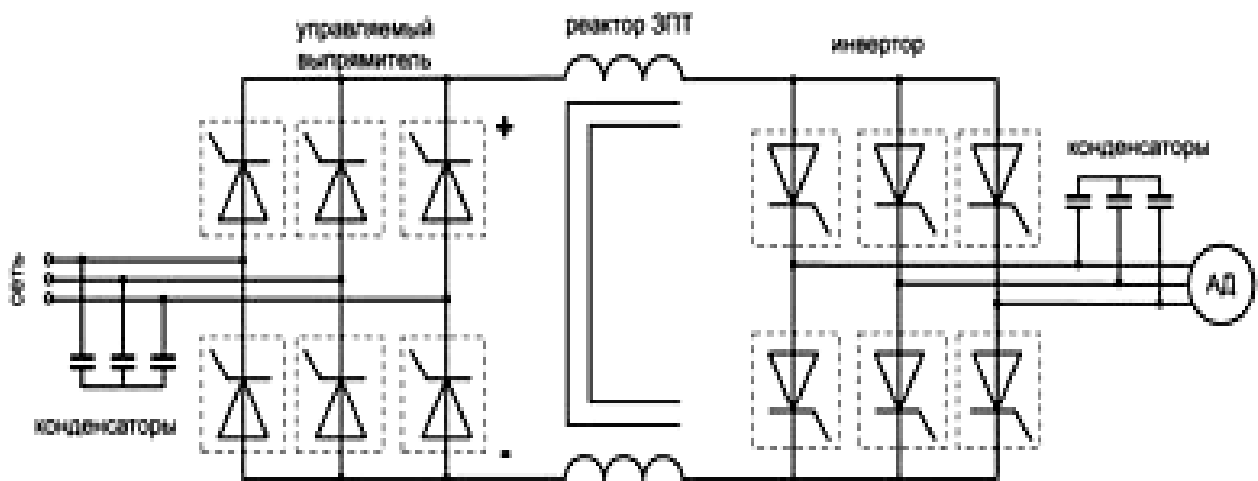 управляемый
выпрямитель
реактор ЗПТ
инвертор
+
конденсаторы
сеть
АД
конденсаторы
-